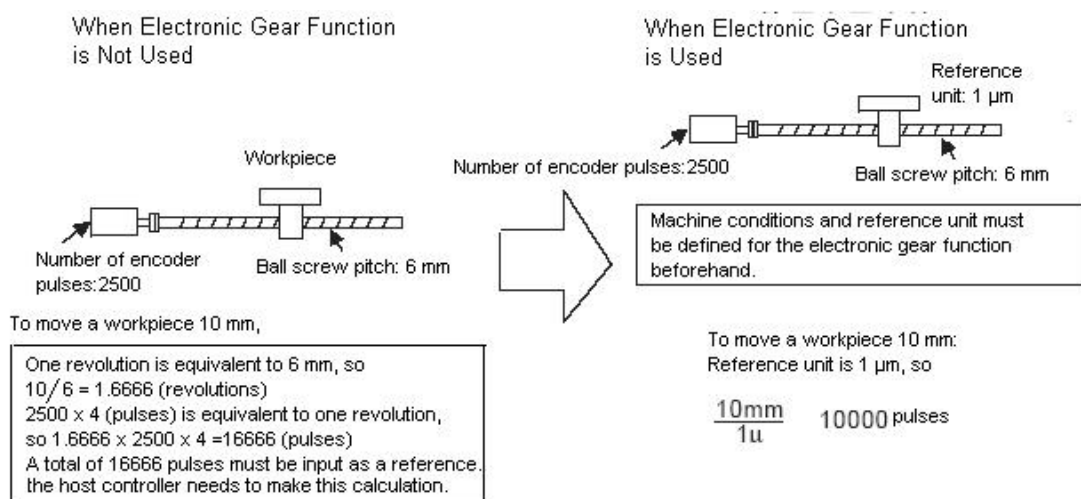 When Electronic Gear Function
is Not Used
Workpiece
Number of encoder
pulses:2500
Ball screw pitch: 6 mm
To move a workpiece 10 mm,
One revolution is equivalent to 6 mm, so
10/6 = 1.6666 (revolutions)
2500 x 4 (pulses) is equivalent to one revolution,
so 1.6666 x 2500 x 4 =16666 (pulses)
A total of 16666 pulses must be input as a reference.
the host controller needs to make this calculation.
When Electronic Gear Function
is Used
Reference
unit: 1 µm
Number of encoder pulses:2500
Ball screw pitch: 6 mm
Machine conditions and reference unit must
be defined for the electronic gear function
beforehand.
To move a workpiece 10 mm:
Reference unit is 1 µm, so
10mm
1u
10000 pulses